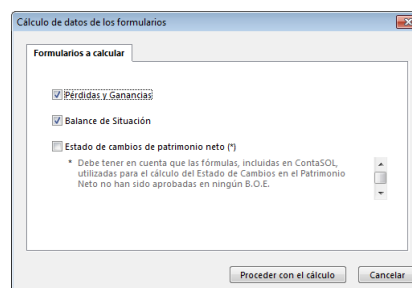 Cálculo de datos de los formularios
Formularios a calcular
Pérdidas y Ganancias
Balance de Situación
Estado de cambios de patrimonio neto (*)
* Debe tener en cuenta que las fórmulas, incluidas en ContaSOL,
utilizadas para el cálculo del Estado de Cambios en el Patrimonio
Neto no han sido aprobadas en ningún B.O.E.
Proceder con el cálculo
Cancelar